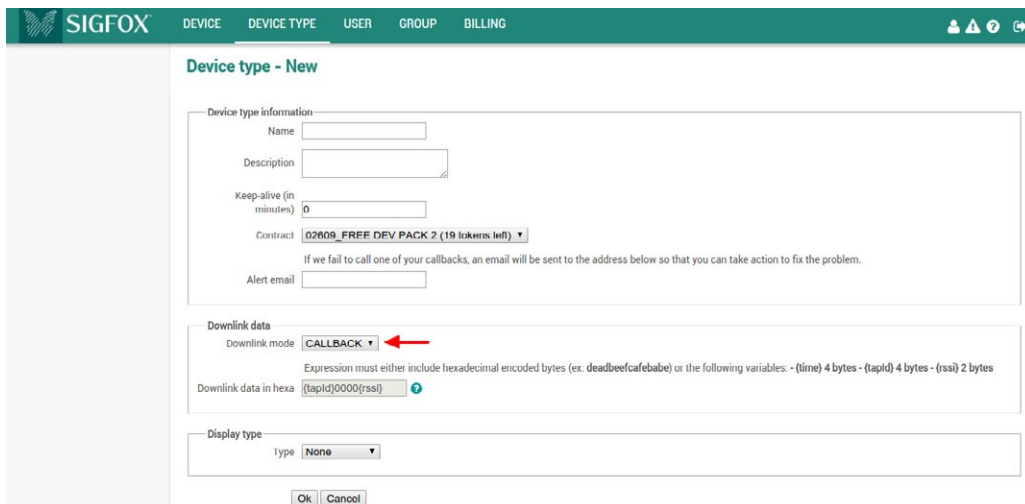 SIGFOX DEVICE DEVICE TYPE USER GROUP BILLING
Device type - New
Device type information
Name
Description
Keep-alive (in
minutes) 0
Contract 02609_FREE DEV PACK 2 (19 tokens left)
If we fail to call one of your callbacks, an email will be sent to the address below so that you can take action to fix the problem.
Alert email
Downlink data
Downlink mode CALLBACK
Expression must either include hexadecimal encoded bytes (ex: deadbeefcafebabe) or the following variables: - {time} 4 bytes - {tapId} 4 bytes - {rssi} 2 bytes
Downlink data in hexa {tapId}0000{rssi} ?
Display type
Type None
Ok Cancel